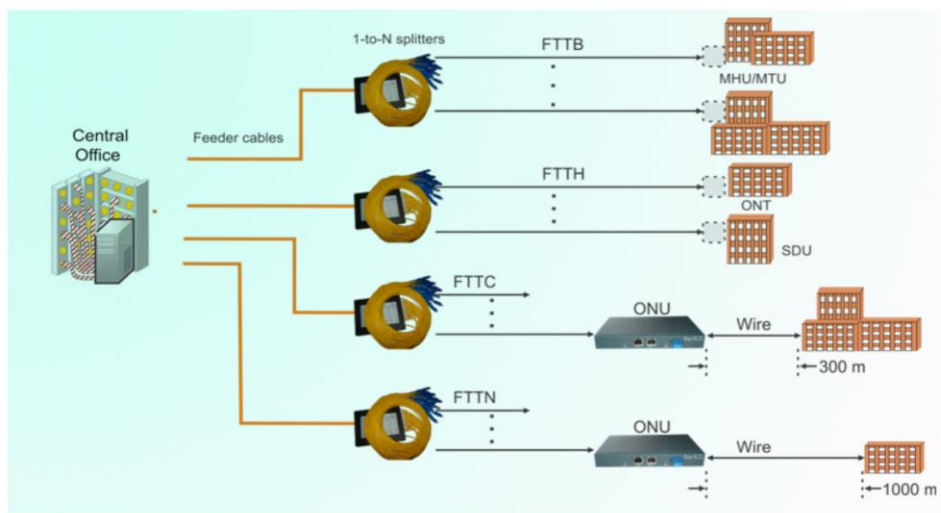 1-to-N splitters
FTTB
MHU/MTU
Central
Office
Feeder cables
FTTH
ONT
SDU
FTTC
ONU
Wire
300 m
FTTN
ONU
Wire
1000 m